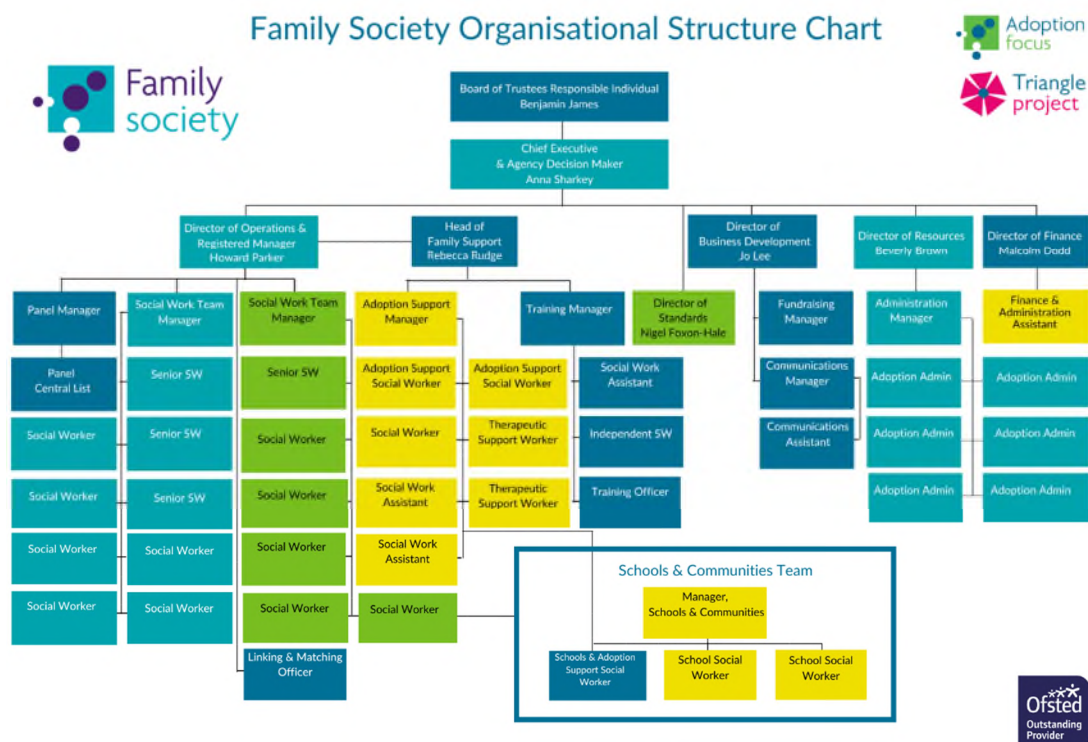 Family Society Organisational Structure Chart
Adoption
focus
Family
society
Triangle
project
Board of Trustees Responsible Individual
Benjamin James
Chief Executive
& Agency Decision Maker
Anna Sharkey
Director of Operations &
Registered Manager
Howard Parker
Head of
Family Support
Rebecca Rudge
Director of
Business Development
Jo Lee
Director of Resources
Beverly Brown
Director of Finance
Malcolm Dodd
Panel Manager
Social Work Team
Manager
Social Work Team
Manager
Adoption Support
Manager
Training Manager
Director of
Standards
Nigel Foxon-Hale
Fundraising
Manager
Administration
Manager
Finance &
Administration
Assistant
Panel
Central List
Senior SW
Senior SW
Adoption Support
Social Worker
Adoption Support
Social Worker
Social Work
Assistant
Communications
Manager
Adoption Admin
Adoption Admin
Social Worker
Senior SW
Social Worker
Social Worker
Therapeutic
Support Worker
Independent SW
Communications
Assistant
Adoption Admin
Adoption Admin
Social Worker
Senior SW
Social Worker
Social Work
Assistant
Therapeutic
Support Worker
Training Officer
Adoption Admin
Adoption Admin
Social Worker
Social Worker
Social Worker
Social Work
Assistant
Social Worker
Social Worker
Social Worker
Social Worker
Linking & Matching
Officer
Schools & Communities Team
Manager,
Schools & Communities
Schools & Adoption
Support Social
Worker
School Social
Worker
School Social
Worker
Ofsted
Outstanding
Provider